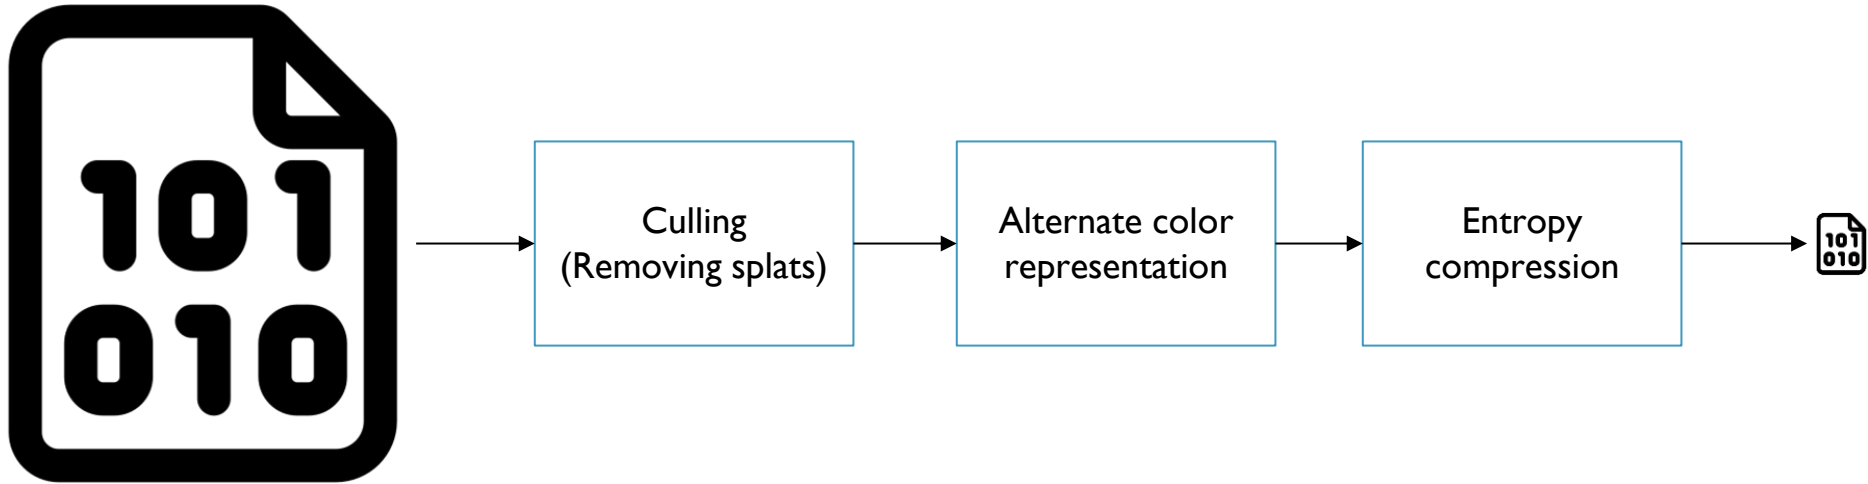 101
010
Culling
(Removing splats)
Alternate color
representation
Entropy
compression
101
010